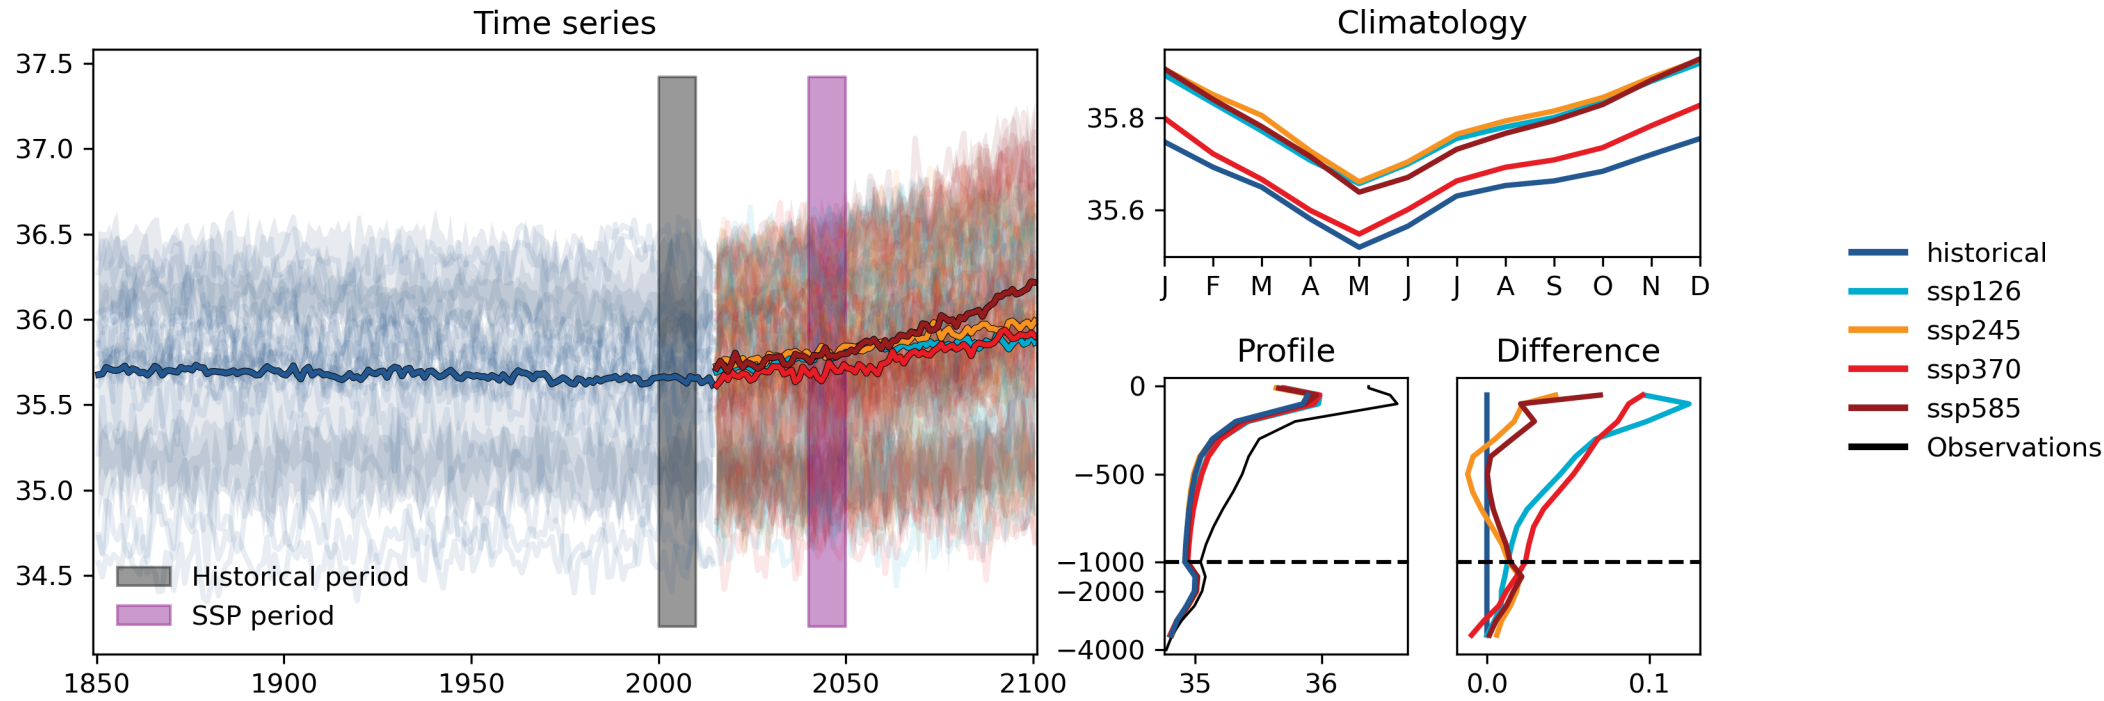 Time series
37.5
37.0
36.5
36.0
35.5
35.0
34.5
Historical period
SSP period
1850 1900 1950 2000 2050 2100
Climatology
35.8
35.6
J F M A M J J A S O N D
Profile
0
−500
−1000
−2000
−4000
35 36
Difference
0.0 0.1
historical
ssp126
ssp245
ssp370
ssp585
Observations